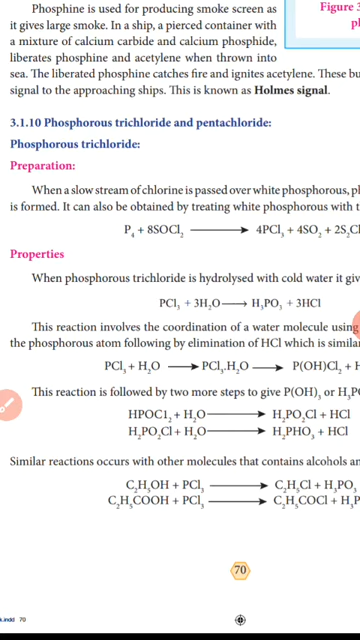 Phosphine is used for producing smoke screen as
it gives large smoke. In a ship, a pierced container with
a mixture of calcium carbide and calcium phosphide,
liberates phosphine and acetylene when thrown into
sea. The liberated phosphine catches fire and ignites acetylene. These bu
signal to the approaching ships. This is known as Holmes signal.
Figure 3
3.1.10 Phosphorous trichloride and pentachloride:
Phosphorous trichloride:
Preparation:
When a slow stream of chlorine is passed over white phosphorous, p
is formed. It can also be obtained by treating white phosphorous with t
P₄ + 8SOCl₂ ⟶ 4PCl₃ + 4SO₂ + 2S₂C
Properties
When phosphorous trichloride is hydrolysed with cold water it giv
PCl₃ + 3H₂O ⟶ H₃PO₃ + 3HCl
This reaction involves the coordination of a water molecule using
the phosphorous atom following by elimination of HCl which is simila
PCl₃ + H₂O ⟶ PCl₃.H₂O ⟶ P(OH)Cl₂ + H
This reaction is followed by two more steps to give P(OH)₃ or H₃P
HPOC1₂ + H₂O ⟶ H₂PO₂Cl + HCl
H₂PO₂Cl + H₂O ⟶ H₂PHO₃ + HCl
Similar reactions occurs with other molecules that contains alcohols an
C₂H₅OH + PCl₃ ⟶ C₂H₅Cl + H₃PO₃
C₂H₅COOH + PCl₃ ⟶ C₂H₅COCl + H₃P
70
.indd 70